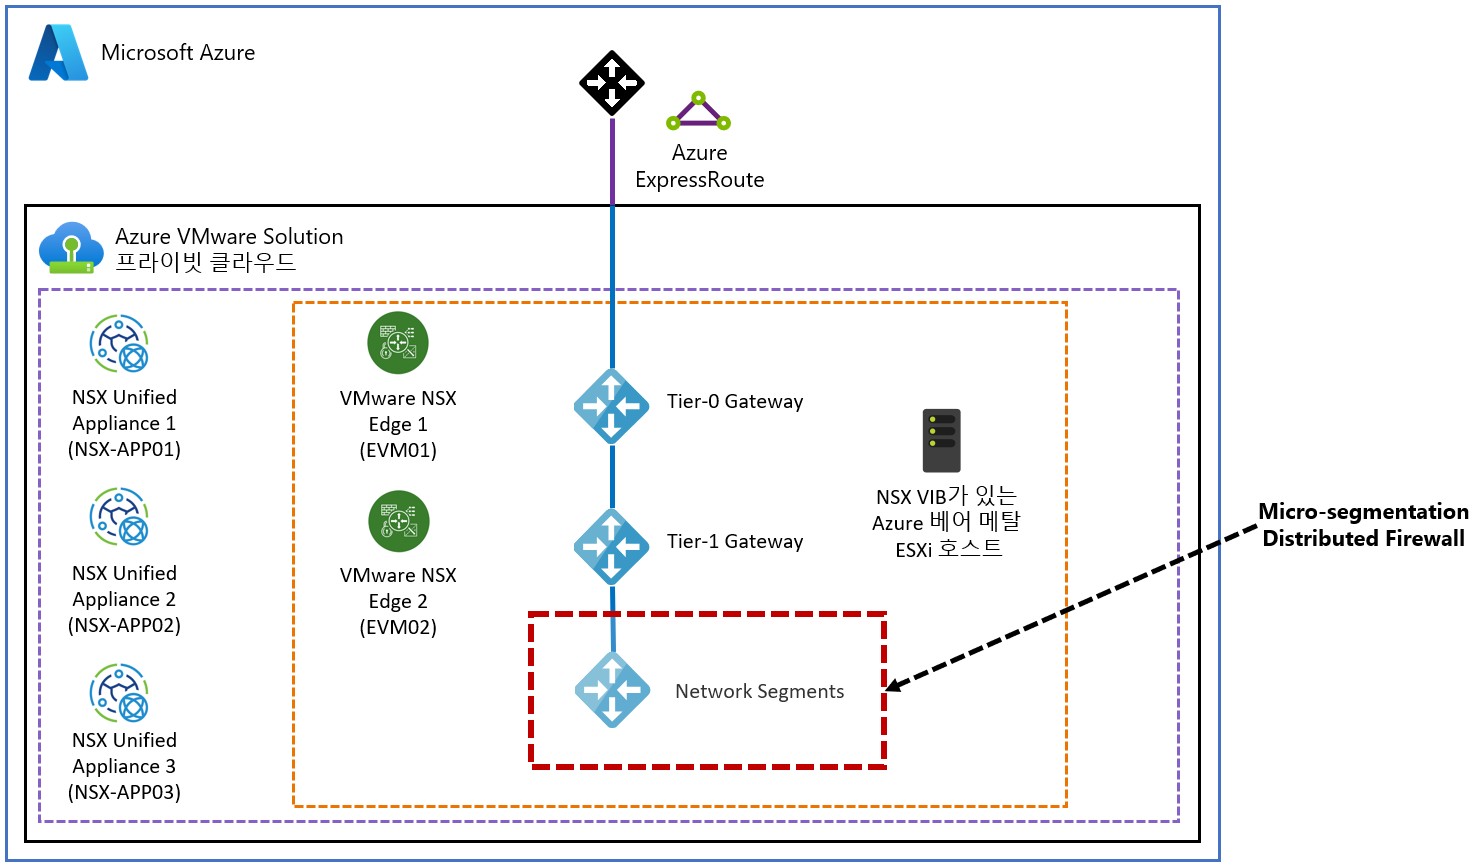 Microsoft Azure
Azure
ExpressRoute
Azure VMware Solution
프라이빗 클라우드
NSX Unified
Appliance 1
(NSX-APP01)
VMware NSX
Edge 1
(EVM01)
Tier-0 Gateway
NSX VIB가 있는
Azure 베어 메탈
ESXi 호스트
Micro-segmentation
Distributed Firewall
NSX Unified
Appliance 2
(NSX-APP02)
VMware NSX
Edge 2
(EVM02)
Tier-1 Gateway
Network Segments
NSX Unified
Appliance 3
(NSX-APP03)